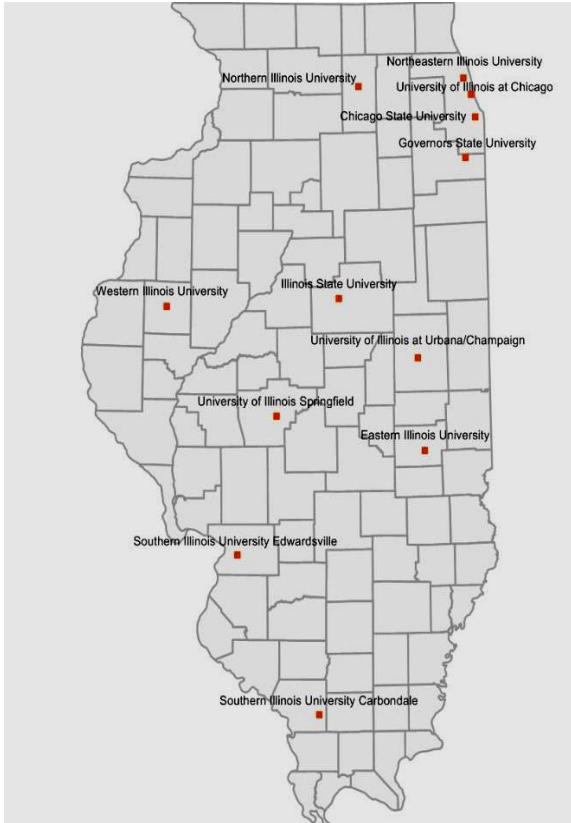 Northeastern Illinois University
Northern Illinois University
University of Illinois at Chicago
Chicago State University
Governors State University
Illinois State University
Western Illinois University
University of Illinois at Urbana/Champaign
University of Illinois Springfield
Eastern Illinois University
Southern Illinois University Edwardsville
Southern Illinois University Carbondale